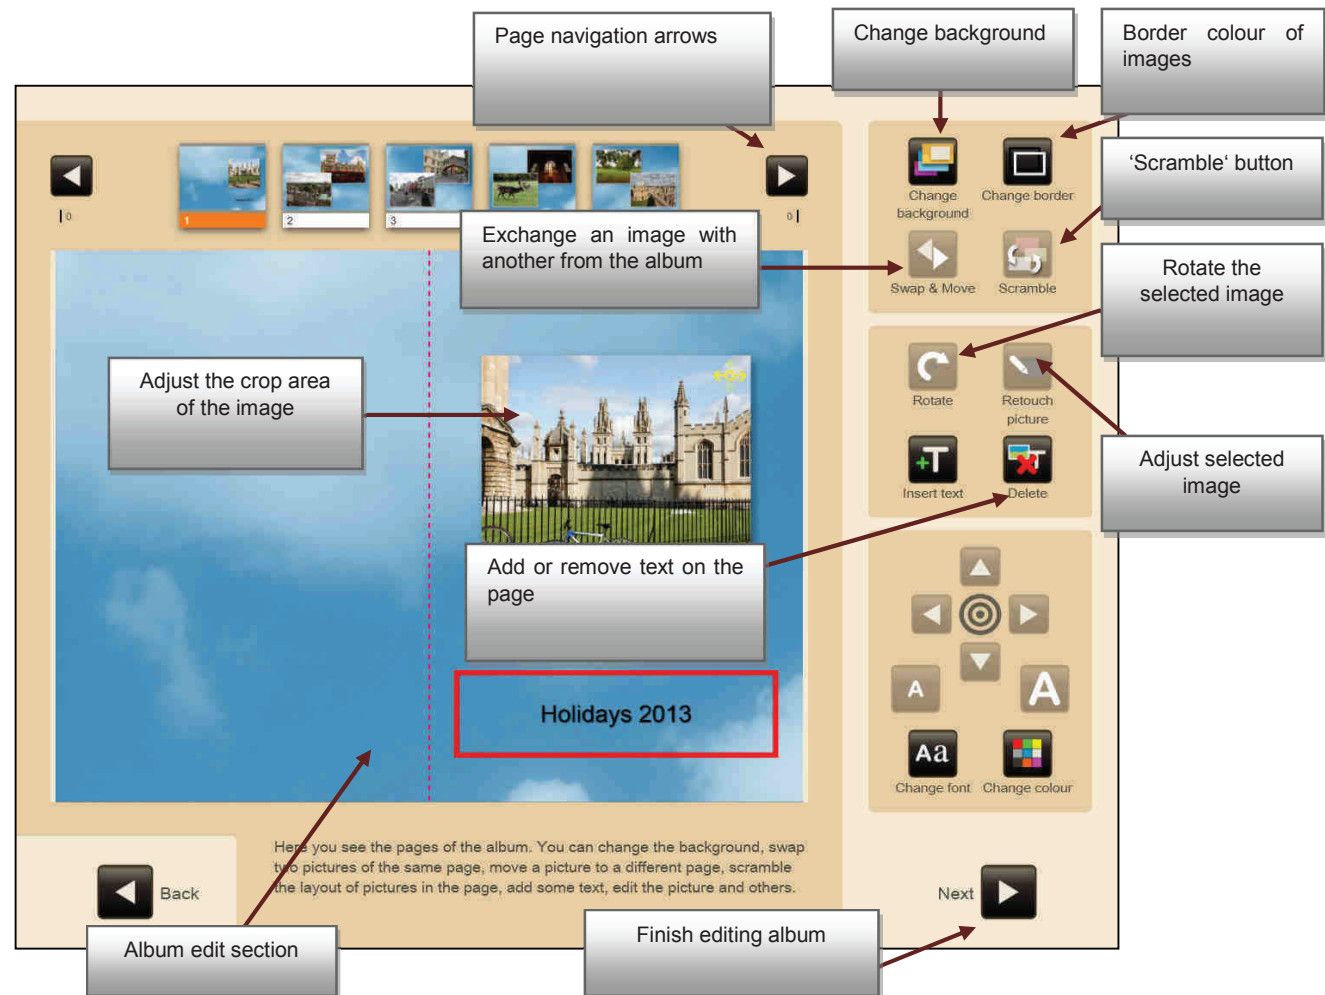 Page navigation arrows
Change background
Border colour of
images
'Scramble' button
Rotate the
selected image
Adjust selected
image
Exchange an image with
another from the album
Adjust the crop area
of the image
Add or remove text on the
page
Album edit section
Finish editing album
0
1
2
3
0
Change
background
Change border
Swap & Move
Scramble
Rotate
Retouch
picture
Insert text
Delete
A
A
Aa
Change font
Change colour
Holidays 2013
Here you see the pages of the album. You can change the background, swap
two pictures of the same page, move a picture to a different page, scramble
the layout of pictures in the page, add some text, edit the picture and others.
Back
Next